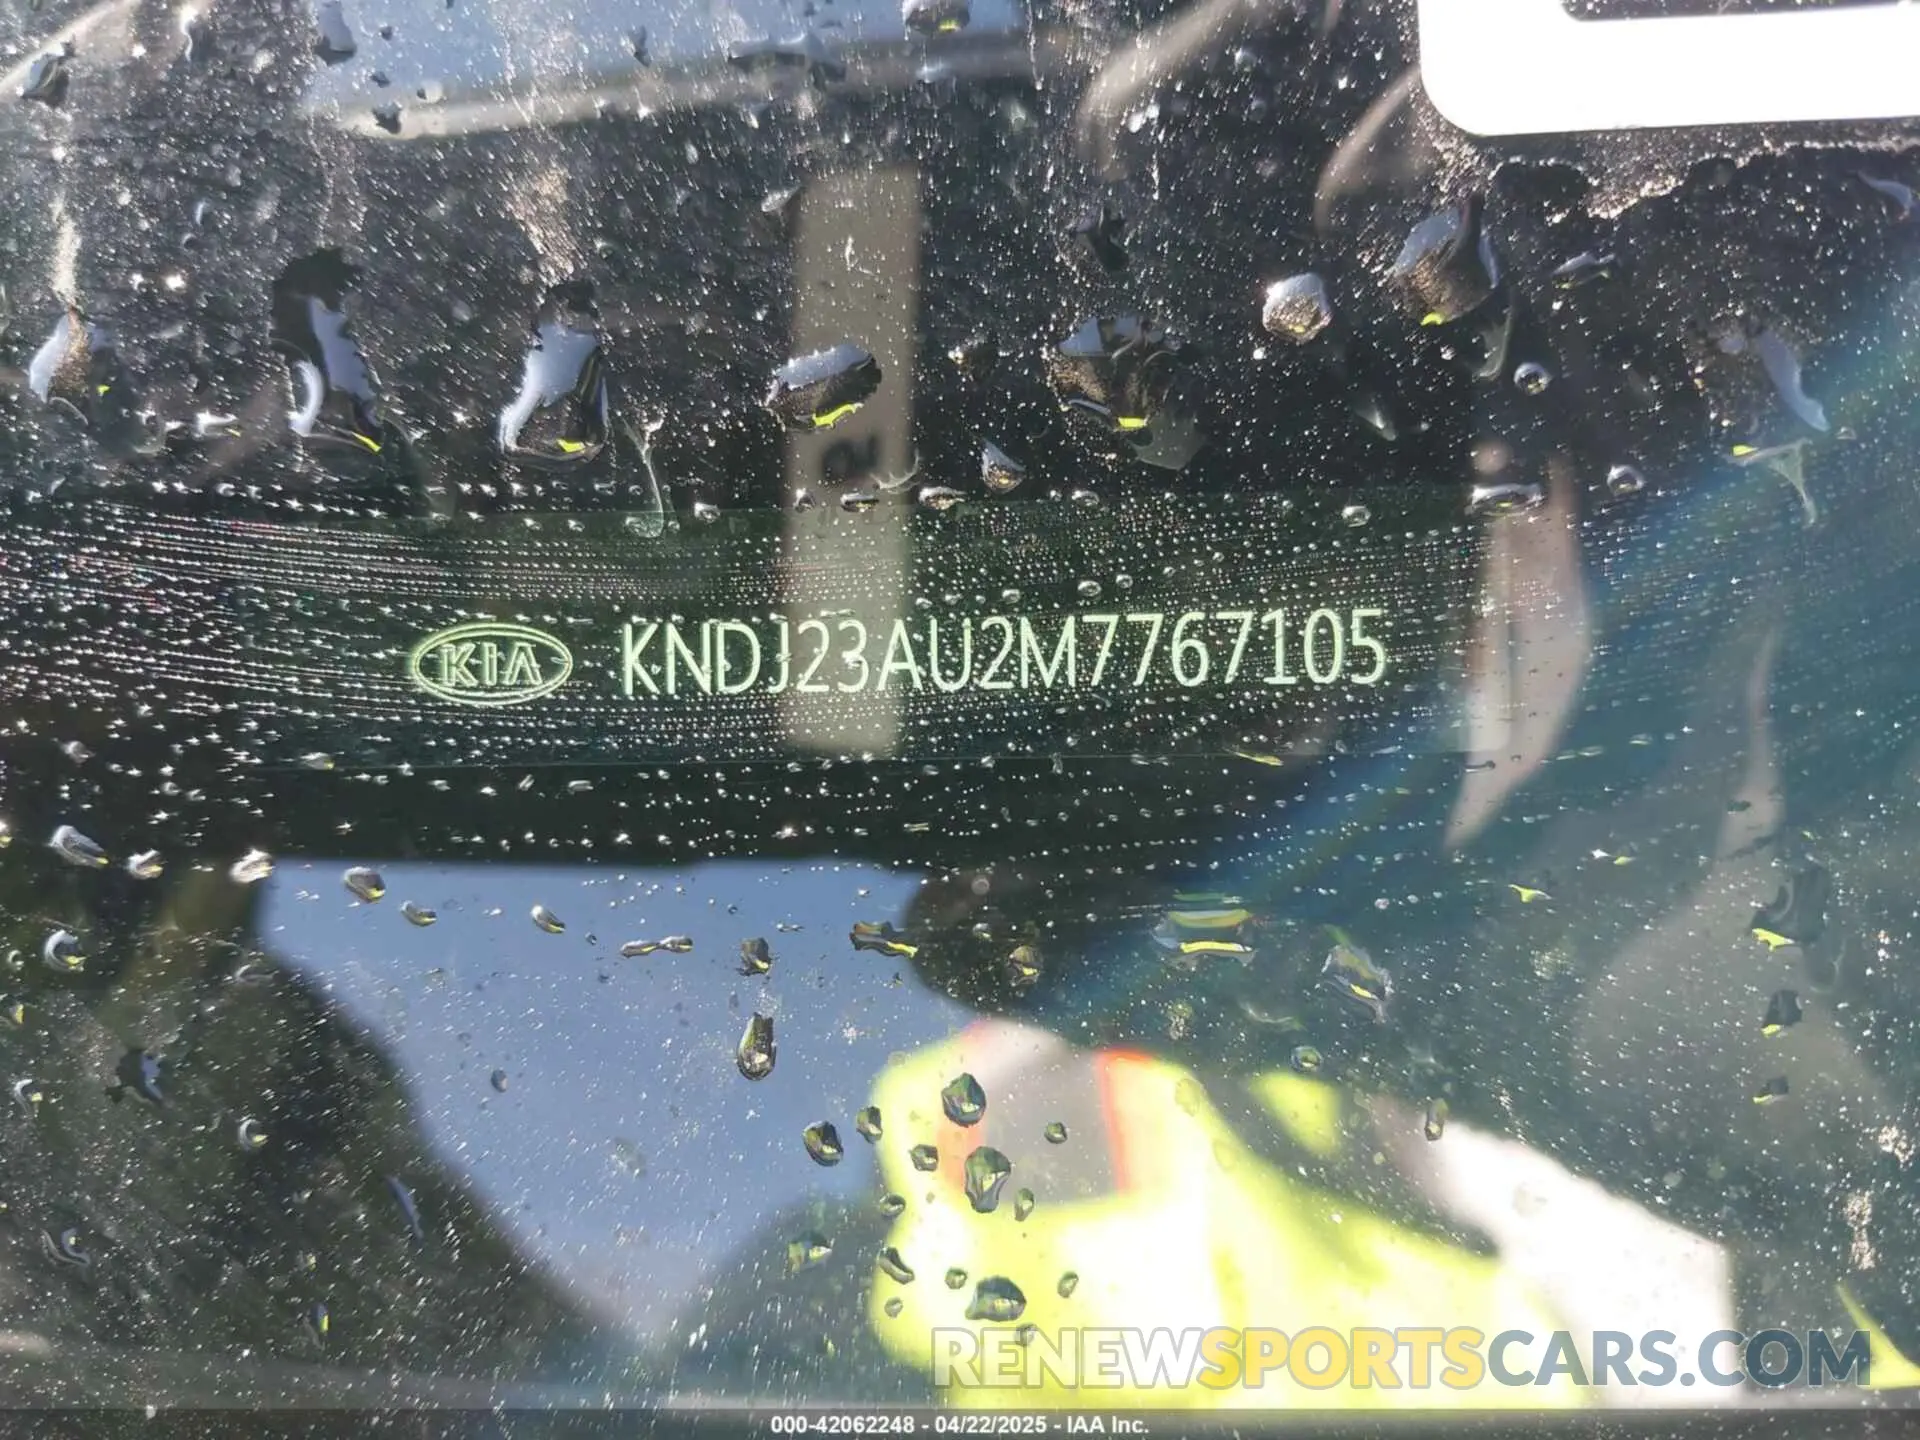 KIA KNDJ23AU2M7767105
RENEWSPORTSCARS.COM
000-42062248 - 04/22/2025 - IAA Inc.